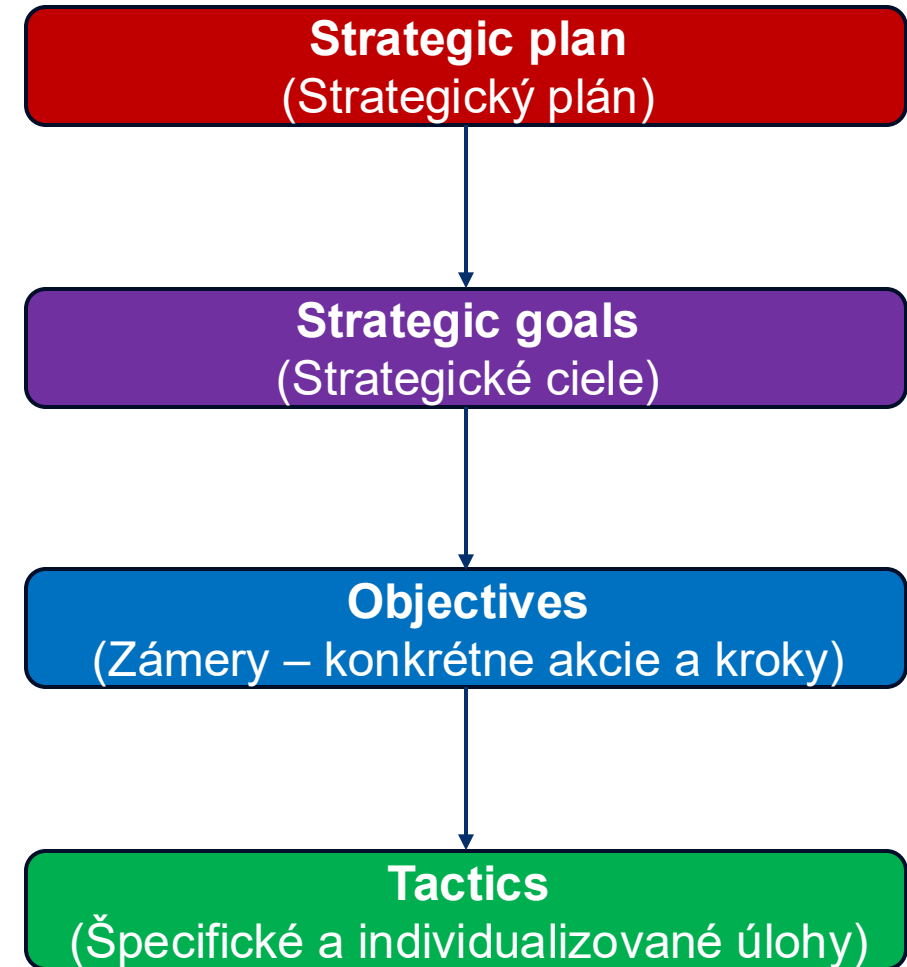 Strategic plan
(Strategický plán)
Strategic goals
(Strategické ciele)
Objectives
(Zámery – konkrétne akcie a kroky)
Tactics
(Špecifické a individualizované úlohy)